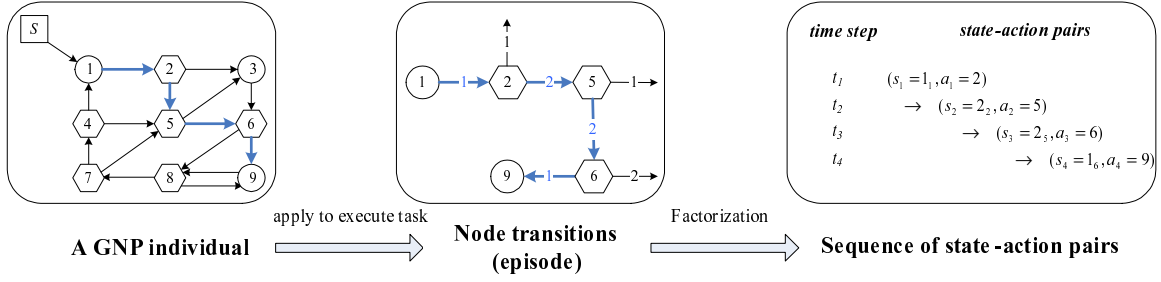 S
1 2 3
4 5 6
7 8 9
A GNP individual
apply to execute task
1
1 1 2 2 5 1
2
9 1 6 2
Node transitions
(episode)
Factorization
time step state-action pairs
t₁ (s₁ = 1₁, a₁ = 2)
t₂ → (s₂ = 2₂, a₂ = 5)
t₃ → (s₃ = 2₅, a₃ = 6)
t₄ → (s₄ = 1₆, a₄ = 9)
Sequence of state-action pairs